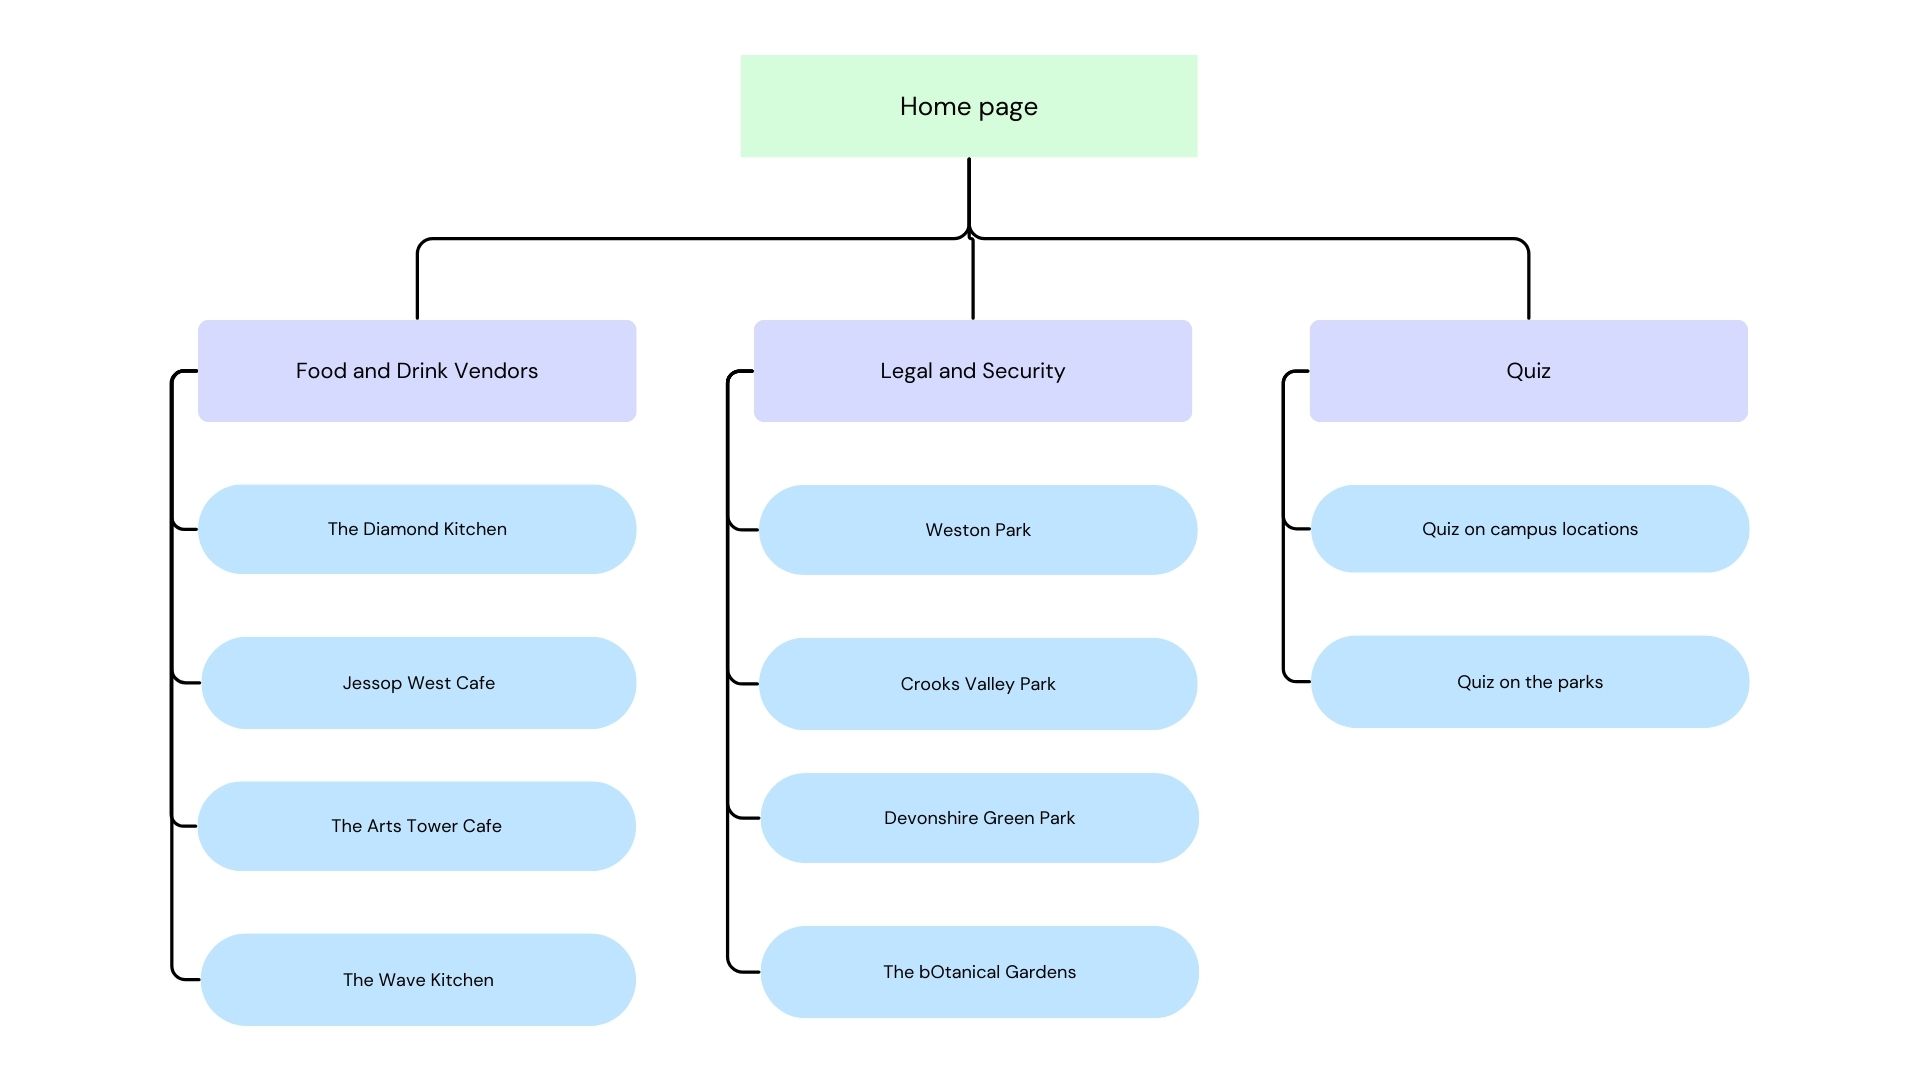 Home page
Food and Drink Vendors
The Diamond Kitchen
Jessop West Cafe
The Arts Tower Cafe
The Wave Kitchen
Legal and Security
Weston Park
Crooks Valley Park
Devonshire Green Park
The bOtanical Gardens
Quiz
Quiz on campus locations
Quiz on the parks